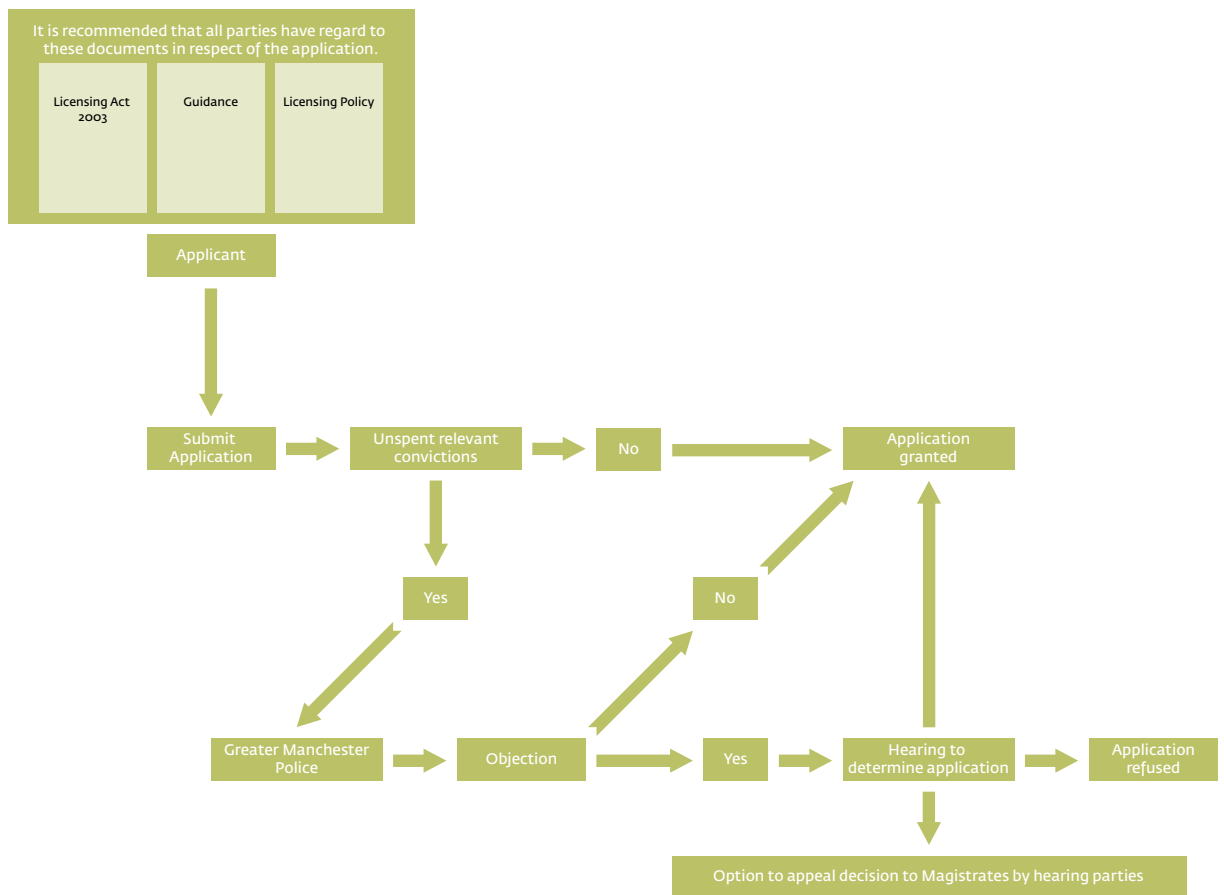 It is recommended that all parties have regard to
these documents in respect of the application.
Licensing Act
2003
Guidance
Licensing Policy
Applicant
Submit
Application
Unspent relevant
convictions
No
Application
granted
Yes
No
Greater Manchester
Police
Objection
Yes
Hearing to
determine application
Application
refused
Option to appeal decision to Magistrates by hearing parties